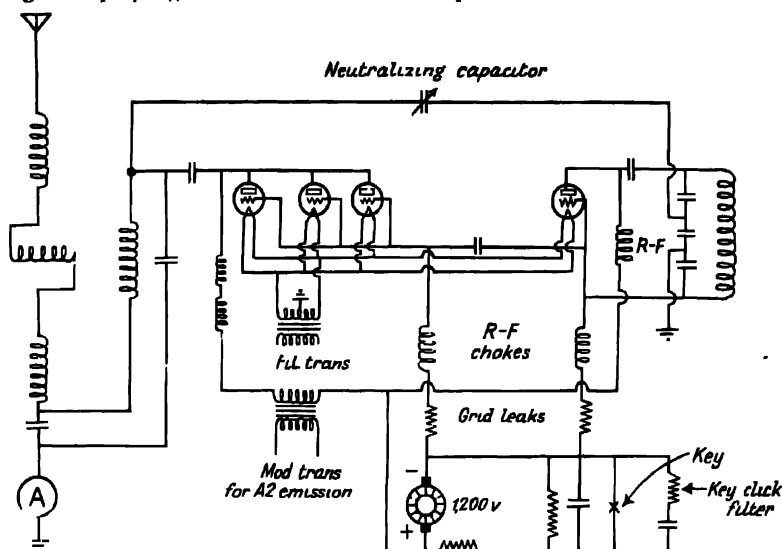 Neutralizing capacitor
R-F
R-F
chokes
Fil. trans
Grid leaks
Mod trans
for A2 emission
Key
Key click
filter
-
1,200 v
+
A